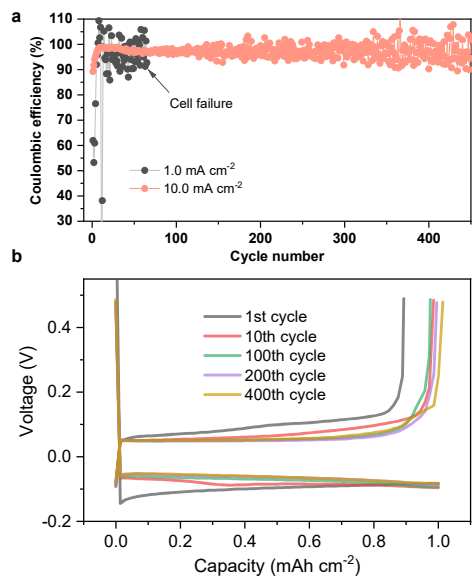 a
Coulombic efficiency (%)
110
100
90
80
70
60
50
40
30
Cell failure
1.0 mA cm⁻²
10.0 mA cm⁻²
0 100 200 300 400
Cycle number
b
Voltage (V)
0.4
0.2
0.0
-0.2
1st cycle
10th cycle
100th cycle
200th cycle
400th cycle
0.0 0.2 0.4 0.6 0.8 1.0
Capacity (mAh cm⁻²)